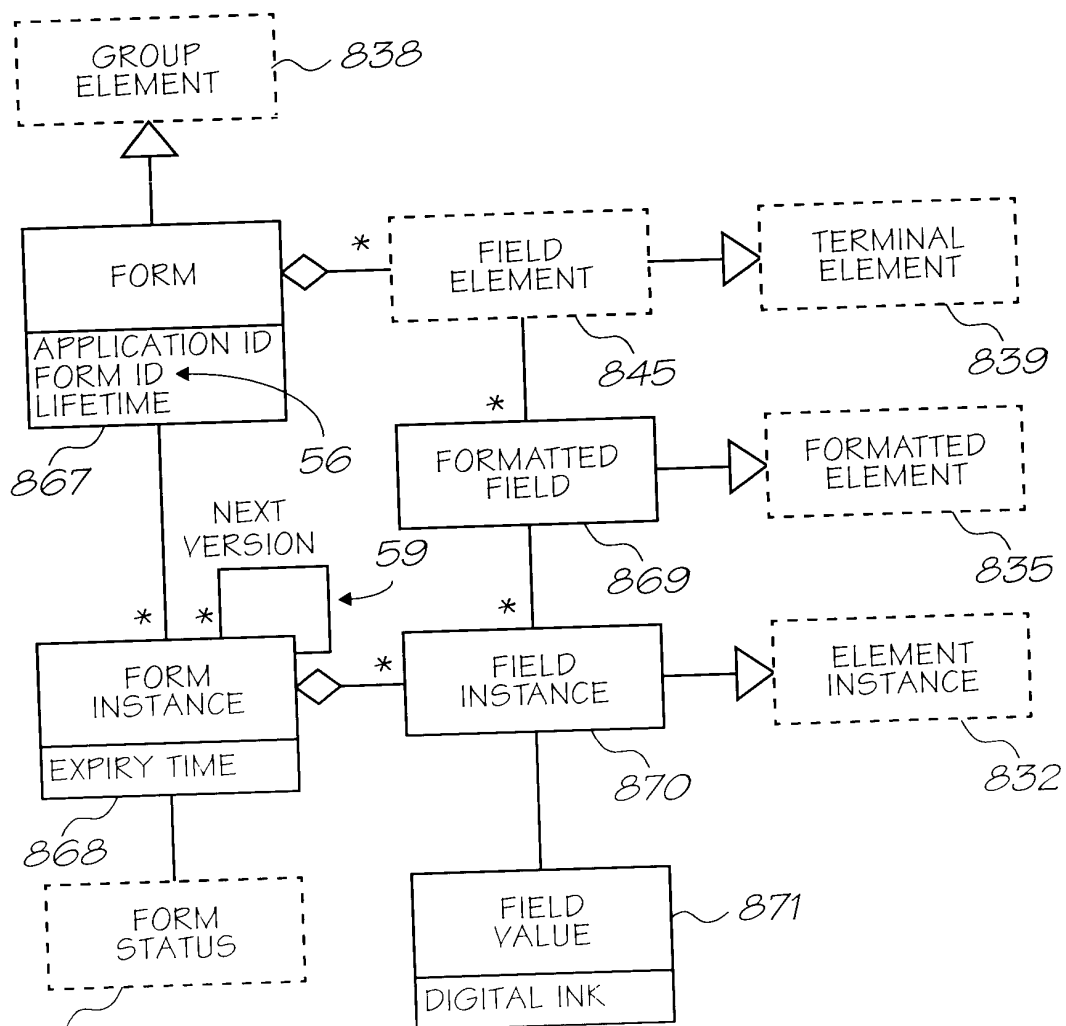 GROUP
ELEMENT
838
FORM
APPLICATION ID
FORM ID
LIFETIME
867
56
*
FIELD
ELEMENT
845
TERMINAL
ELEMENT
839
*
FORMATTED
FIELD
869
FORMATTED
ELEMENT
835
NEXT
VERSION
59
*
*
FORM
INSTANCE
EXPIRY TIME
868
*
*
FIELD
INSTANCE
870
ELEMENT
INSTANCE
832
FORM
STATUS
FIELD
VALUE
DIGITAL INK
871